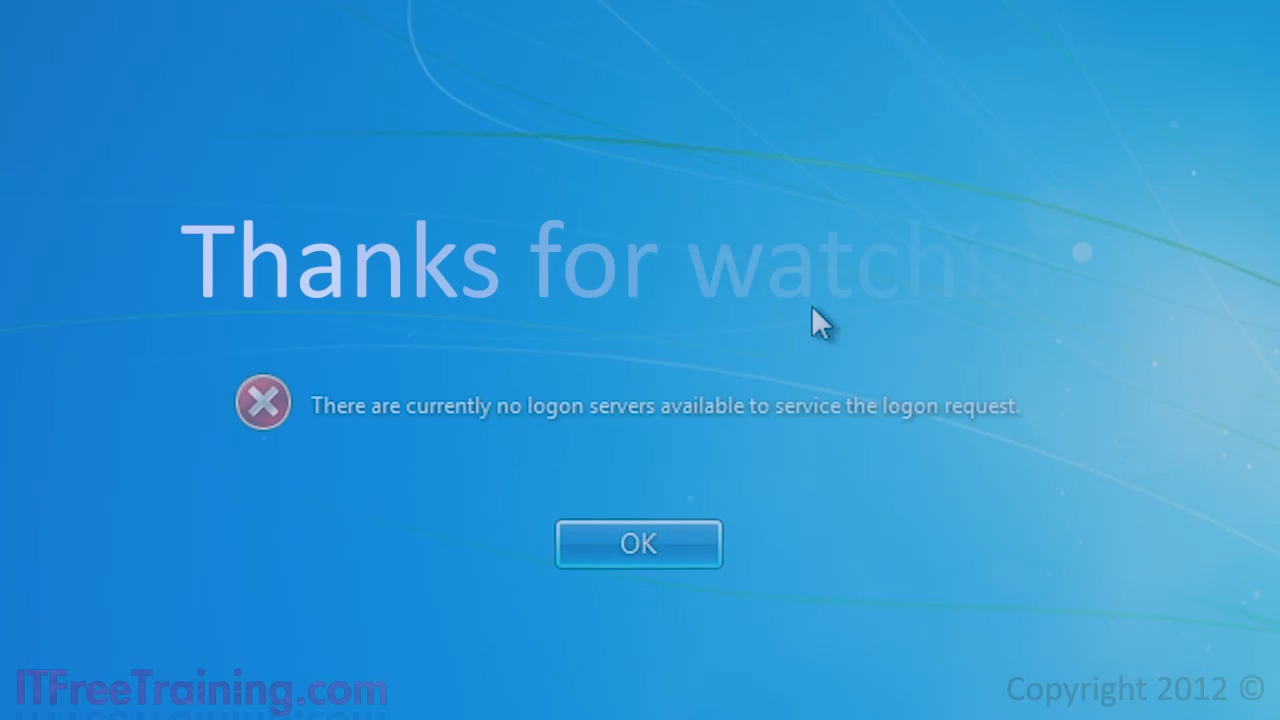 Thanks for watchi
There are currently no logon servers available to service the logon request.
OK
ITFreeTraining.com
Copyright 2012 ©